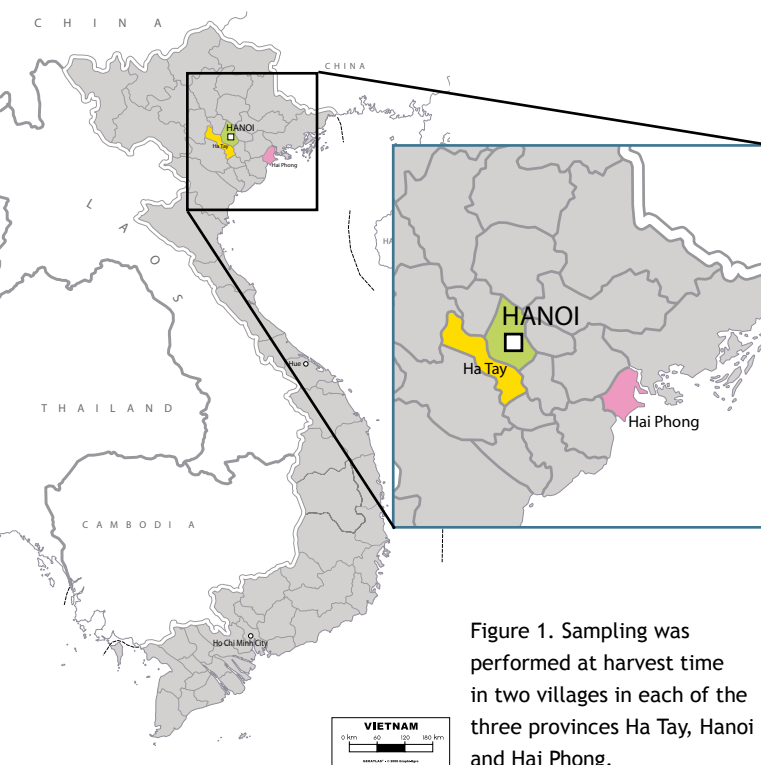 C H I N A
CHINA
HANOI
Ha Tay
Hai Phong
L A O S
HA
HANOI
Ha Tay
Hai Phong
Hue
T H A I L A N D
C A M B O D I A
Ho Chi Minh City
VIETNAM
0 km 60 120 180 km
Figure 1. Sampling was
performed at harvest time
in two villages in each of the
three provinces Ha Tay, Hanoi
and Hai Phong.